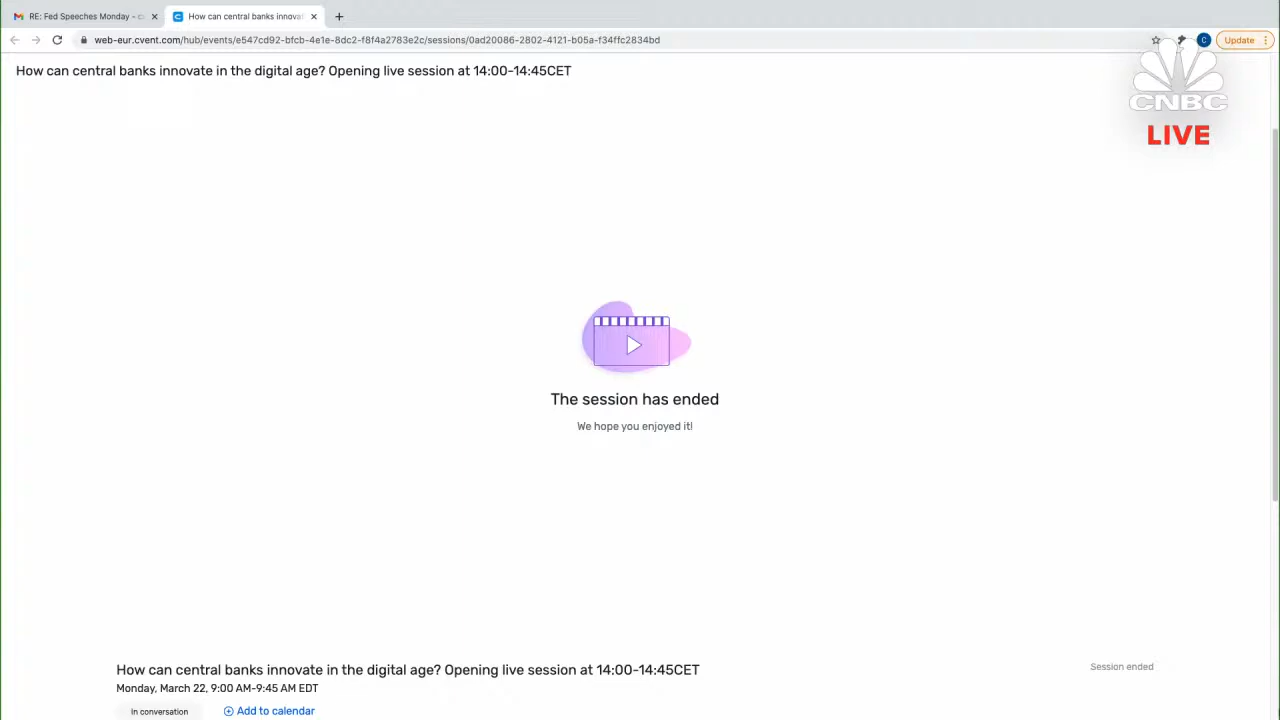 RE: Fed Speeches Monday - c
How can central banks innova
web-eur.cvent.com/hub/events/e547cd92-bfcb-4e1e-8dc2-f8f4a2783e2c/sessions/0ad20086-2802-4121-b05a-f34ffc2834bd
C
Update
How can central banks innovate in the digital age? Opening live session at 14:00-14:45CET
CNBC
LIVE
The session has ended
We hope you enjoyed it!
How can central banks innovate in the digital age? Opening live session at 14:00-14:45CET
Session ended
Monday, March 22, 9:00 AM-9:45 AM EDT
In conversation
Add to calendar